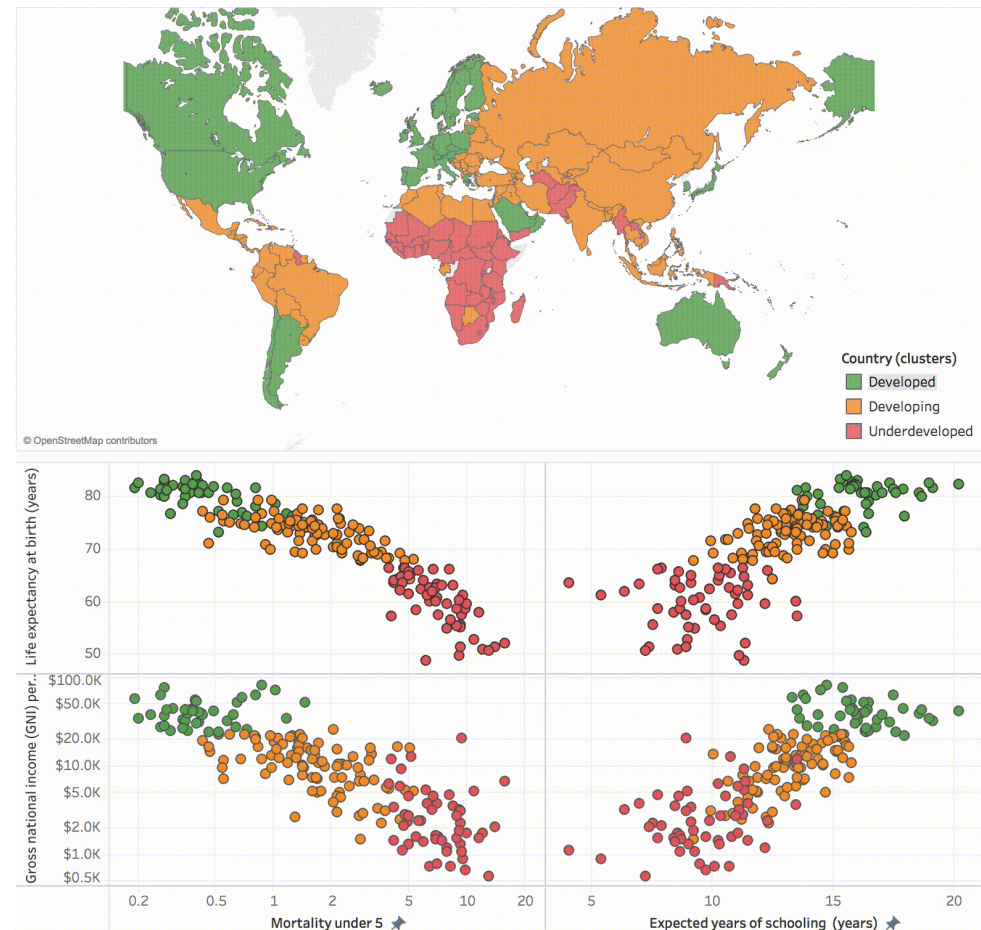 Country (clusters)
Developed
Developing
Underdeveloped
© OpenStreetMap contributors
Life expectancy at birth (years)
80
70
60
50
Gross national income (GNI) per..
$100.0K
$50.0K
$20.0K
$10.0K
$5.0K
$2.0K
$1.0K
$0.5K
0.2 0.5 1 2 5 10 20 5 10 15 20
Mortality under 5 Expected years of schooling (years)